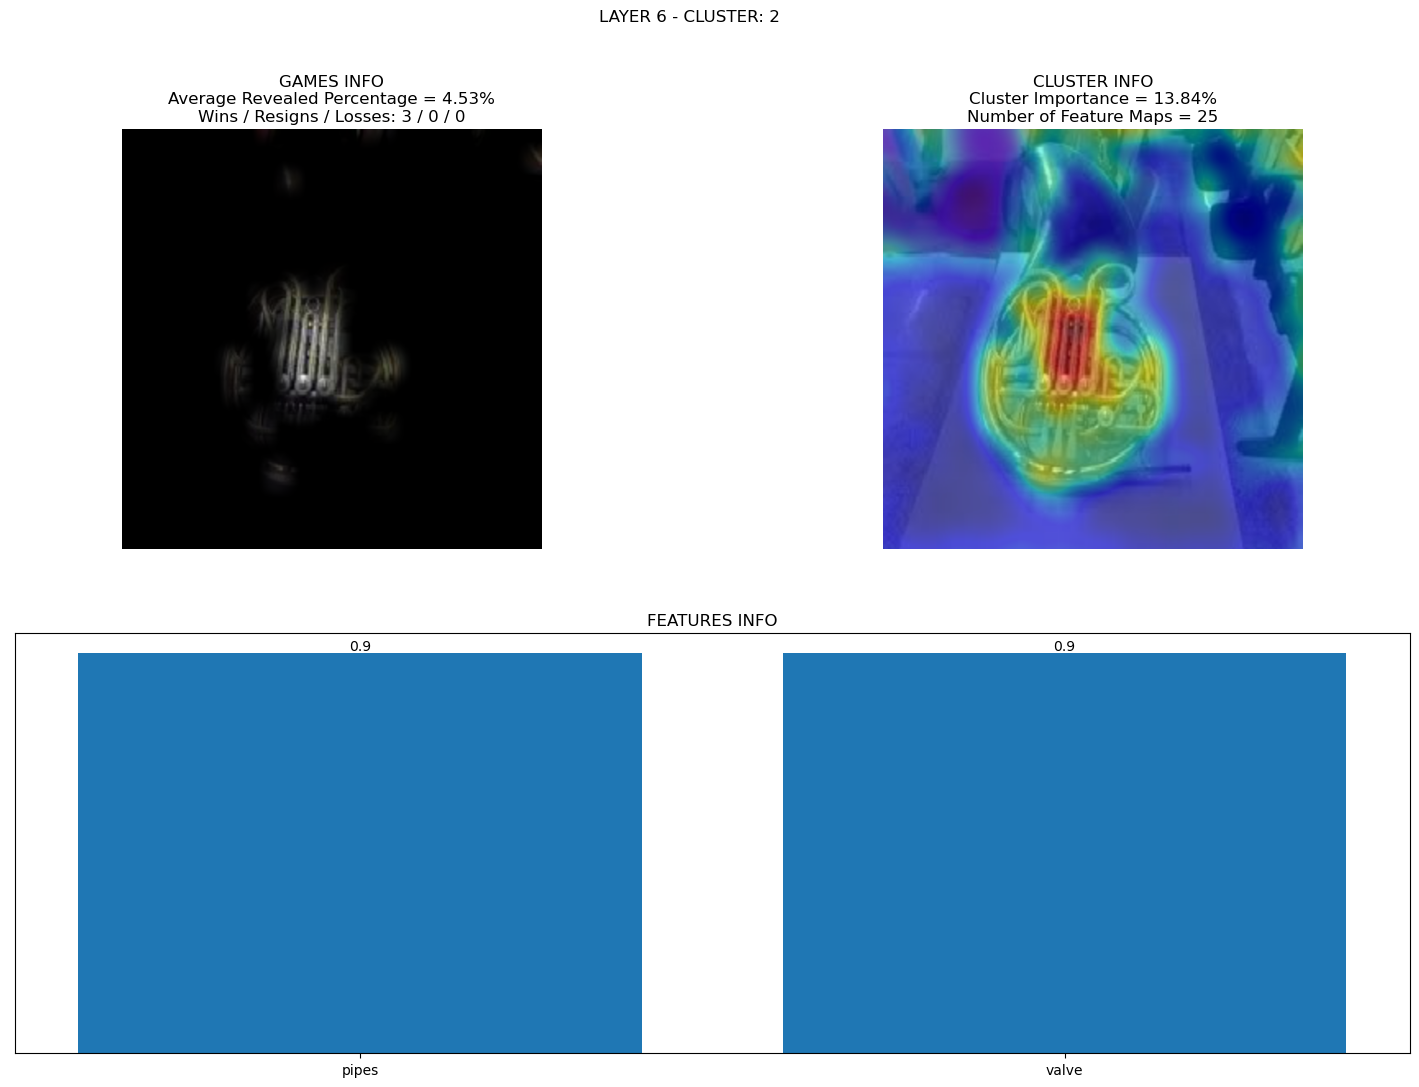 LAYER 6 - CLUSTER: 2
GAMES INFO
Average Revealed Percentage = 4.53%
Wins / Resigns / Losses: 3 / 0 / 0
CLUSTER INFO
Cluster Importance = 13.84%
Number of Feature Maps = 25
FEATURES INFO
0.9
0.9
pipes
valve